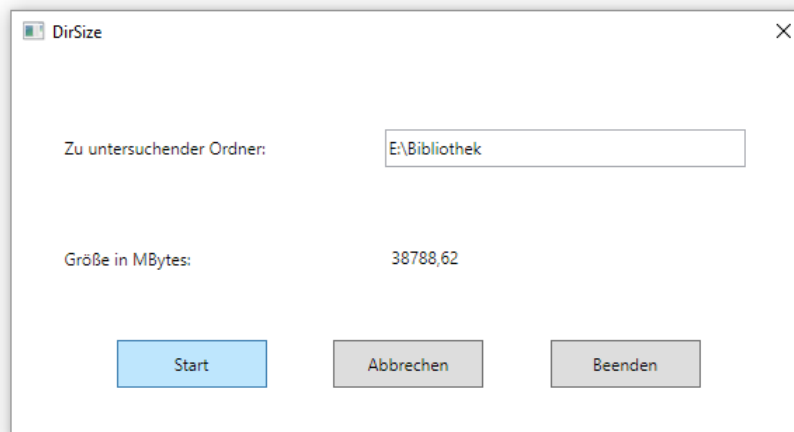 DirSize
Zu untersuchender Ordner: E:\Bibliothek
Größe in MBytes: 38788,62
Start Abbrechen Beenden